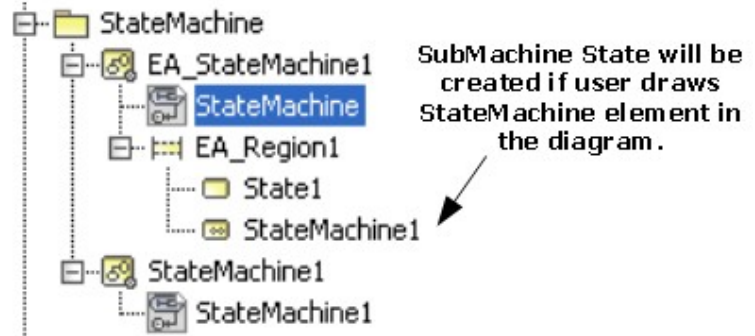 StateMachine
EA_StateMachine1
StateMachine
EA_Region1
State1
StateMachine1
StateMachine1
StateMachine1
SubMachine State will be
created if user draws
StateMachine element in
the diagram.